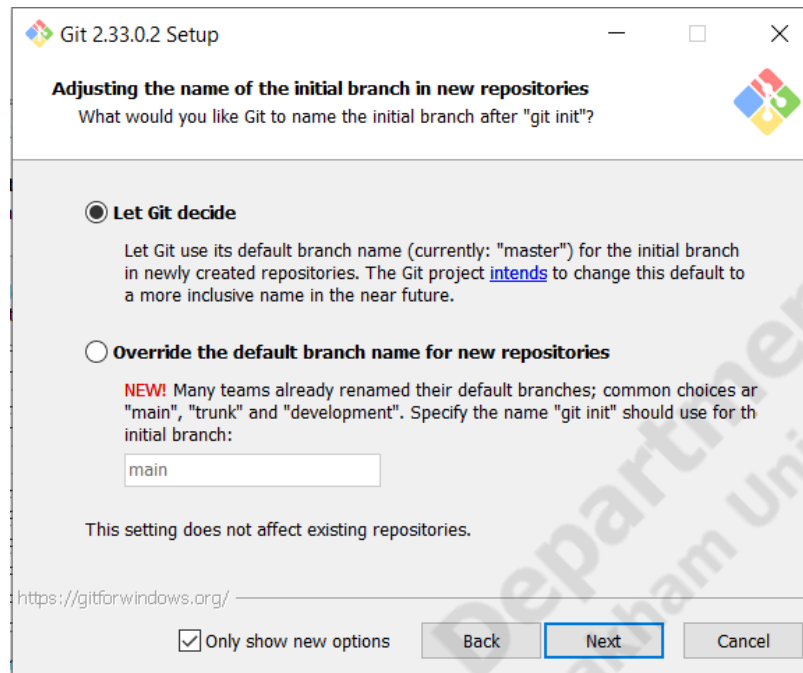 Git 2.33.0.2 Setup
Adjusting the name of the initial branch in new repositories
What would you like Git to name the initial branch after "git init"?
Let Git decide
Let Git use its default branch name (currently: "master") for the initial branch
in newly created repositories. The Git project intends to change this default to
a more inclusive name in the near future.
Override the default branch name for new repositories
NEW! Many teams already renamed their default branches; common choices ar
"main", "trunk" and "development". Specify the name "git init" should use for th
initial branch:
main
This setting does not affect existing repositories.
https://gitforwindows.org/
Only show new options
Back
Next
Cancel